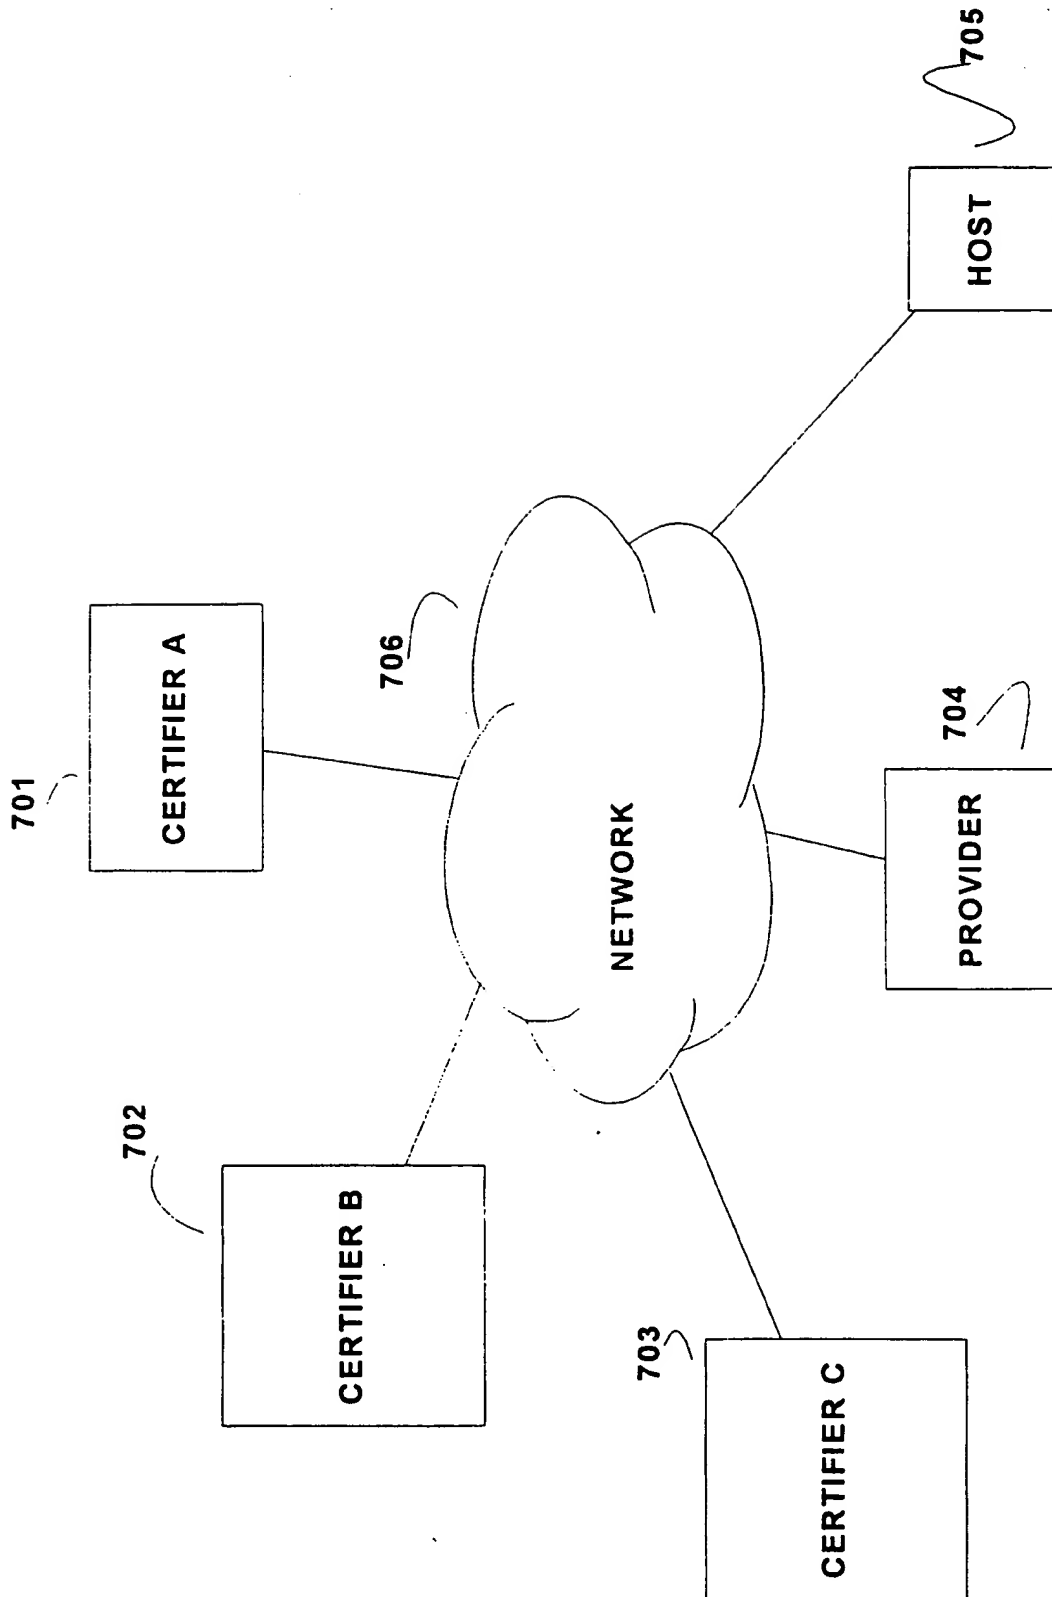 701
CERTIFIER A
702
CERTIFIER B
706
NETWORK
703
CERTIFIER C
704
PROVIDER
705
HOST